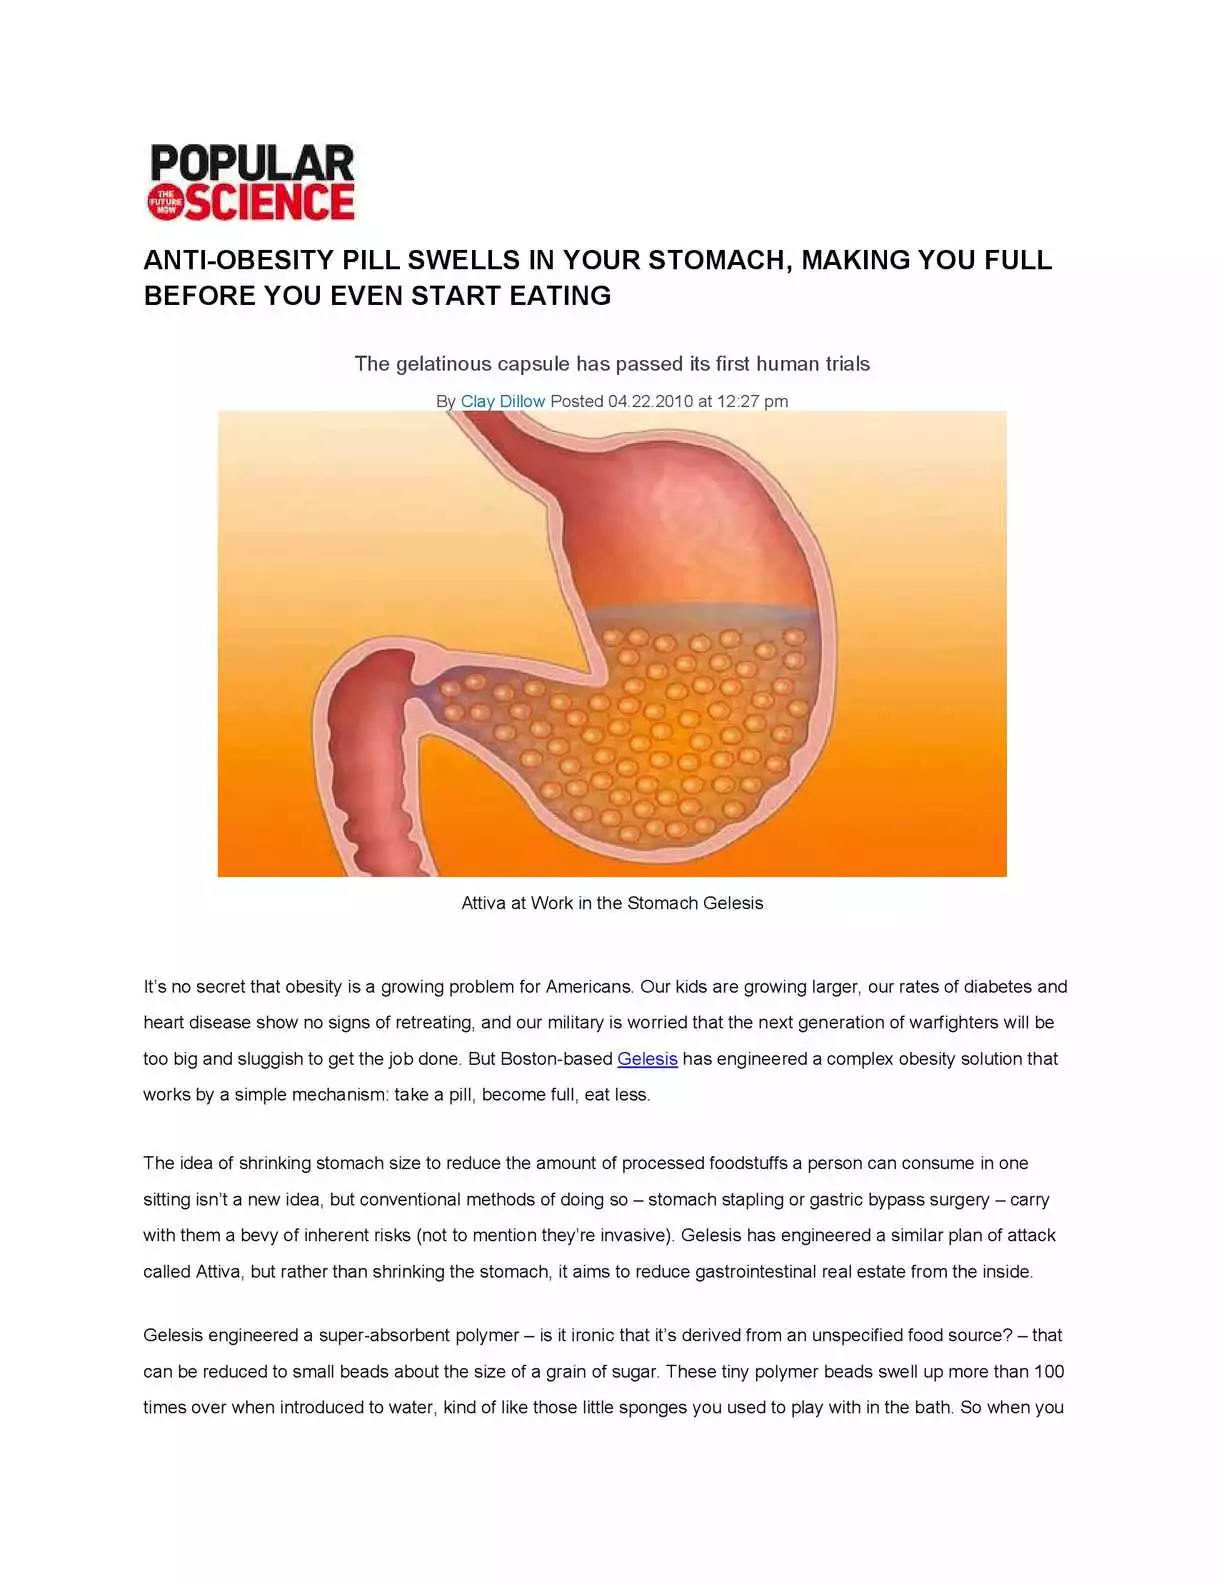 POPULAR
THE FUTURE NOW SCIENCE
ANTI-OBESITY PILL SWELLS IN YOUR STOMACH, MAKING YOU FULL
BEFORE YOU EVEN START EATING
The gelatinous capsule has passed its first human trials
By Clay Dillow Posted 04.22.2010 at 12:27 pm
Attiva at Work in the Stomach Gelesis
It’s no secret that obesity is a growing problem for Americans. Our kids are growing larger, our rates of diabetes and
heart disease show no signs of retreating, and our military is worried that the next generation of warfighters will be
too big and sluggish to get the job done. But Boston-based Gelesis has engineered a complex obesity solution that
works by a simple mechanism: take a pill, become full, eat less.
The idea of shrinking stomach size to reduce the amount of processed foodstuffs a person can consume in one
sitting isn’t a new idea, but conventional methods of doing so – stomach stapling or gastric bypass surgery – carry
with them a bevy of inherent risks (not to mention they’re invasive). Gelesis has engineered a similar plan of attack
called Attiva, but rather than shrinking the stomach, it aims to reduce gastrointestinal real estate from the inside.
Gelesis engineered a super-absorbent polymer – is it ironic that it’s derived from an unspecified food source? – that
can be reduced to small beads about the size of a grain of sugar. These tiny polymer beads swell up more than 100
times over when introduced to water, kind of like those little sponges you used to play with in the bath. So when you